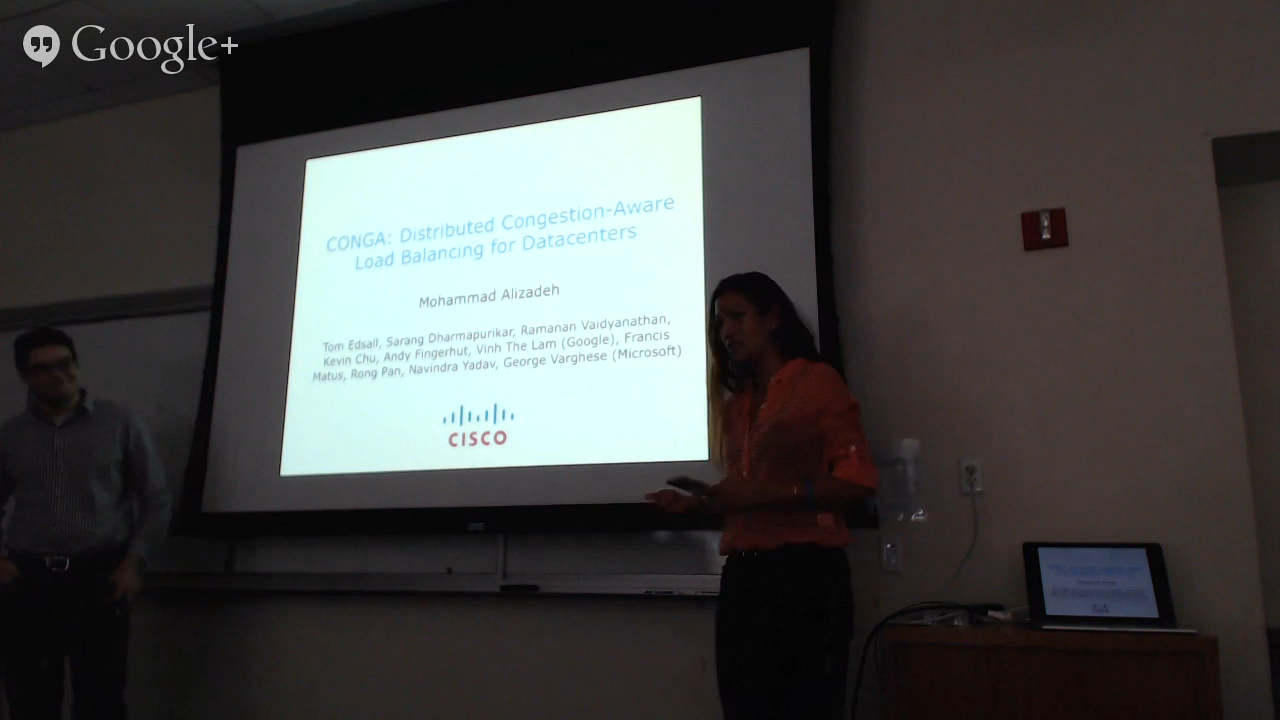 Google+
CONGA: Distributed Congestion-Aware
Load Balancing for Datacenters
Mohammad Alizadeh
Tom Edsall, Sarang Dharmapurikar, Ramanan Vaidyanathan,
Kevin Chu, Andy Fingerhut, Vinh The Lam (Google), Francis
Matus, Rong Pan, Navindra Yadav, George Varghese (Microsoft)
CISCO